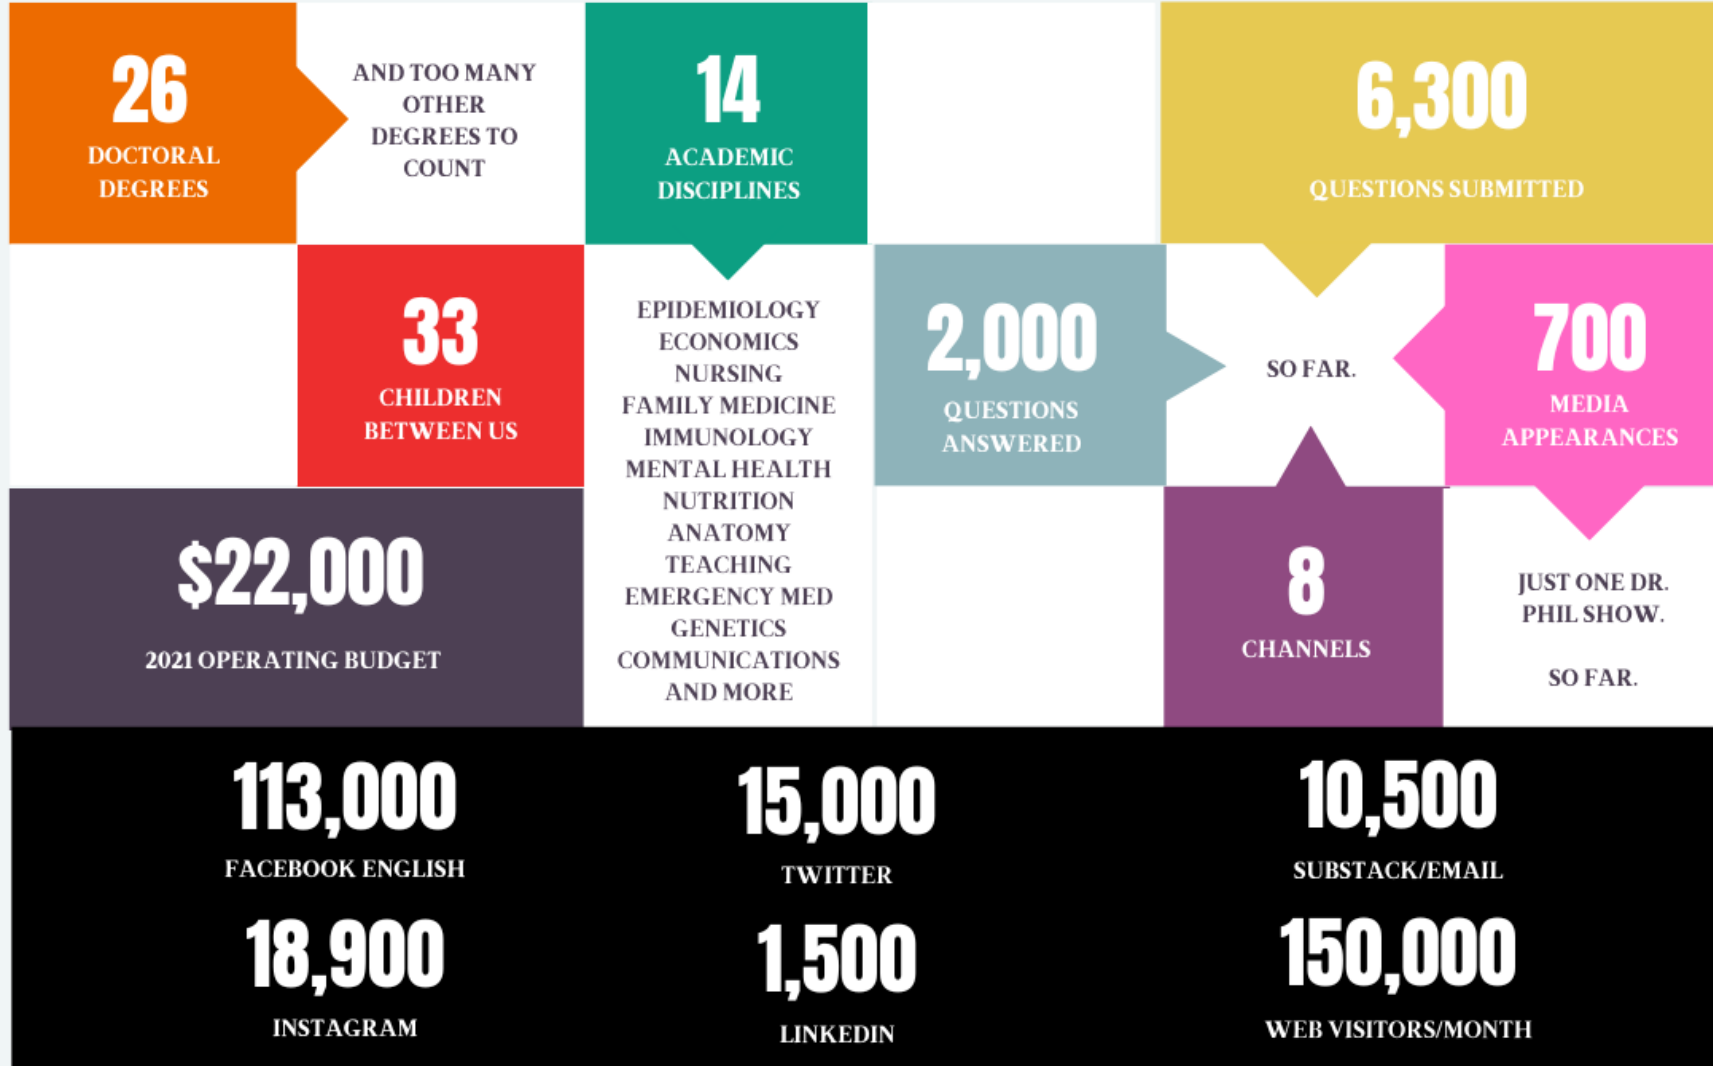 26
DOCTORAL
DEGREES
AND TOO MANY
OTHER
DEGREES TO
COUNT
14
ACADEMIC
DISCIPLINES
6,300
QUESTIONS SUBMITTED
33
CHILDREN
BETWEEN US
EPIDEMIOLOGY
ECONOMICS
NURSING
FAMILY MEDICINE
IMMUNOLOGY
MENTAL HEALTH
NUTRITION
ANATOMY
TEACHING
EMERGENCY MED
GENETICS
COMMUNICATIONS
AND MORE
2,000
QUESTIONS
ANSWERED
SO FAR.
700
MEDIA
APPEARANCES
$22,000
2021 OPERATING BUDGET
8
CHANNELS
JUST ONE DR.
PHIL SHOW.
SO FAR.
113,000
FACEBOOK ENGLISH
15,000
TWITTER
10,500
SUBSTACK/EMAIL
18,900
INSTAGRAM
1,500
LINKEDIN
150,000
WEB VISITORS/MONTH